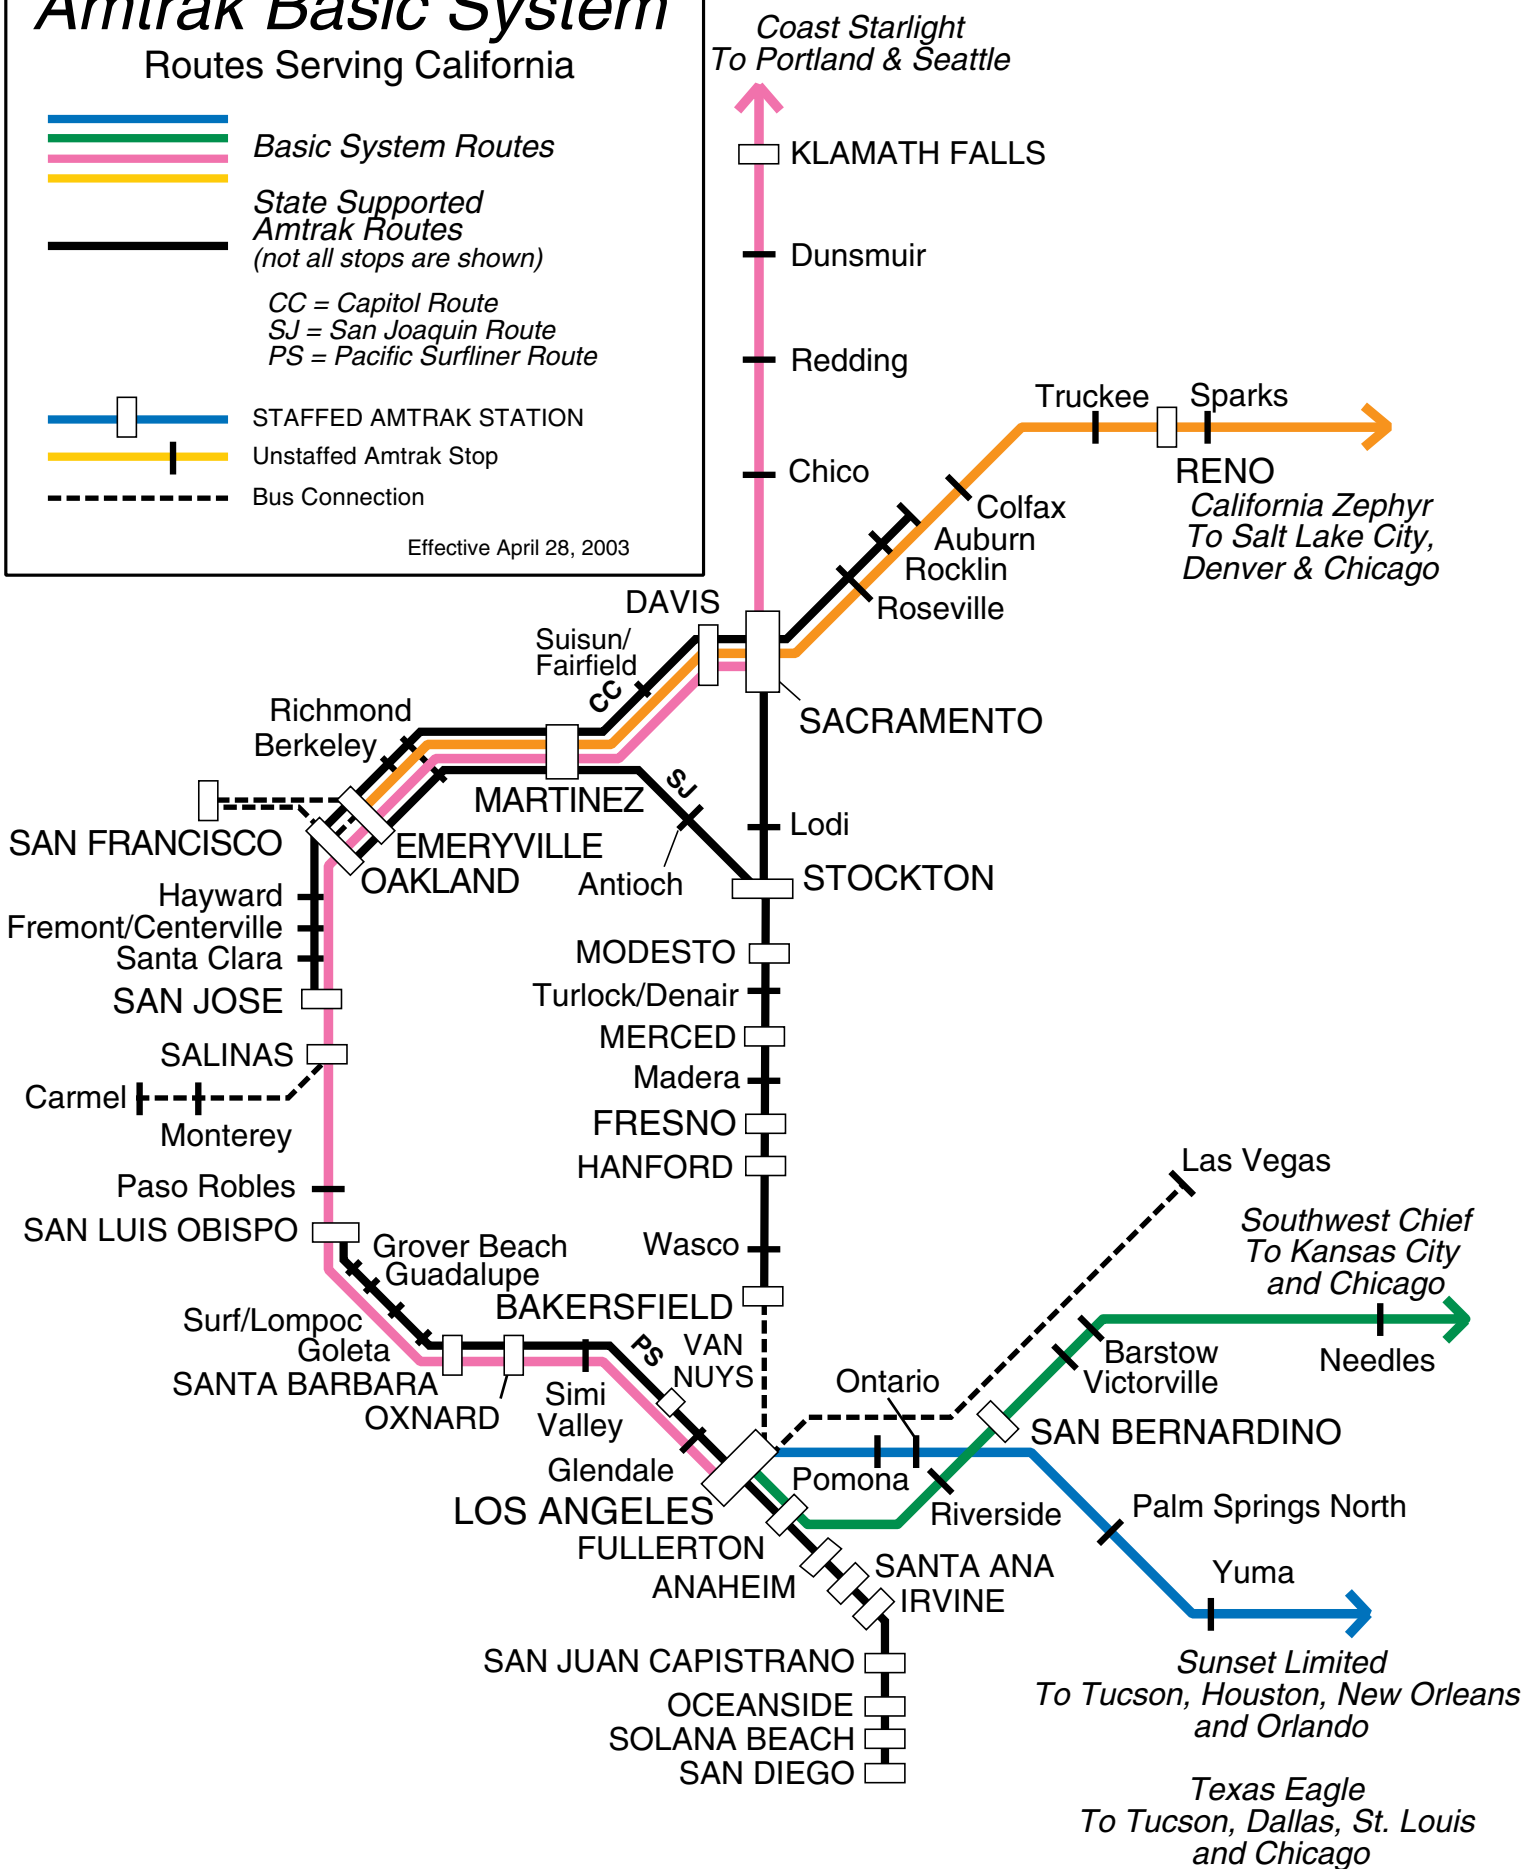 Amtrak Basic System
Routes Serving California
Basic System Routes
State Supported
Amtrak Routes
(not all stops are shown)
CC = Capitol Route
SJ = San Joaquin Route
PS = Pacific Surfliner Route
STAFFED AMTRAK STATION
Unstaffed Amtrak Stop
Bus Connection
Effective April 28, 2003
Coast Starlight
To Portland & Seattle
KLAMATH FALLS
Dunsmuir
Redding
Chico
Truckee
Sparks
RENO
California Zephyr
To Salt Lake City,
Denver & Chicago
Colfax
Auburn
Rocklin
Roseville
DAVIS
Suisun/
Fairfield
CC
SACRAMENTO
Richmond
Berkeley
MARTINEZ
SJ
SAN FRANCISCO
EMERYVILLE
OAKLAND
Antioch
Lodi
STOCKTON
Hayward
Fremont/Centerville
Santa Clara
SAN JOSE
SALINAS
Carmel
Monterey
Paso Robles
SAN LUIS OBISPO
MODESTO
Turlock/Denair
MERCED
Madera
FRESNO
HANFORD
Wasco
BAKERSFIELD
Grover Beach
Guadalupe
Surf/Lompoc
Goleta
SANTA BARBARA
OXNARD
Simi
Valley
PS
VAN
NUYS
Glendale
LOS ANGELES
Las Vegas
Southwest Chief
To Kansas City
and Chicago
Needles
Barstow
Victorville
SAN BERNARDINO
Ontario
Pomona
Riverside
Palm Springs North
Yuma
FULLERTON
ANAHEIM
SANTA ANA
IRVINE
SAN JUAN CAPISTRANO
OCEANSIDE
SOLANA BEACH
SAN DIEGO
Sunset Limited
To Tucson, Houston, New Orleans
and Orlando
Texas Eagle
To Tucson, Dallas, St. Louis
and Chicago